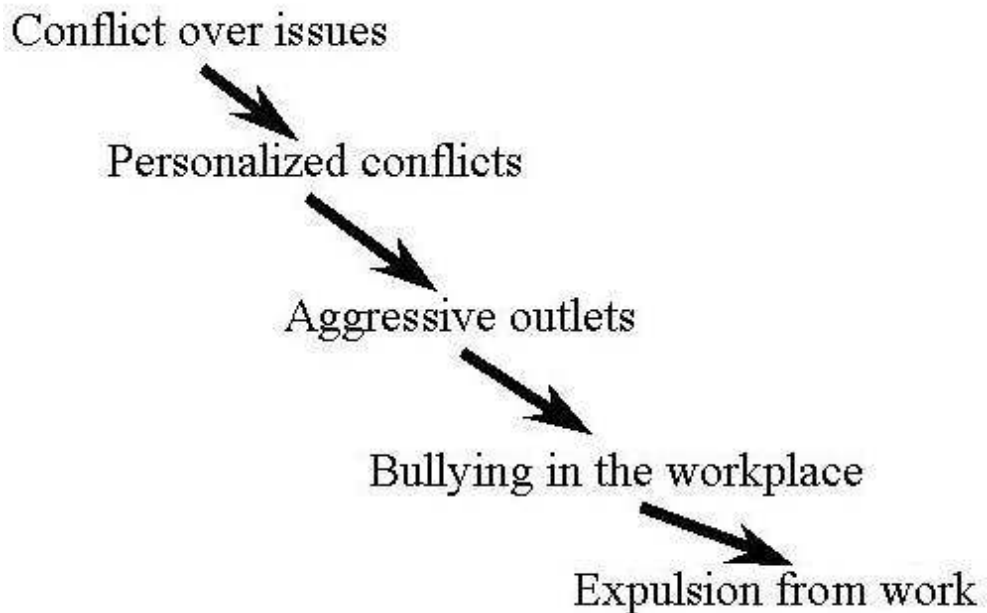 Conflict over issues
Personalized conflicts
Aggressive outlets
Bullying in the workplace
Expulsion from work